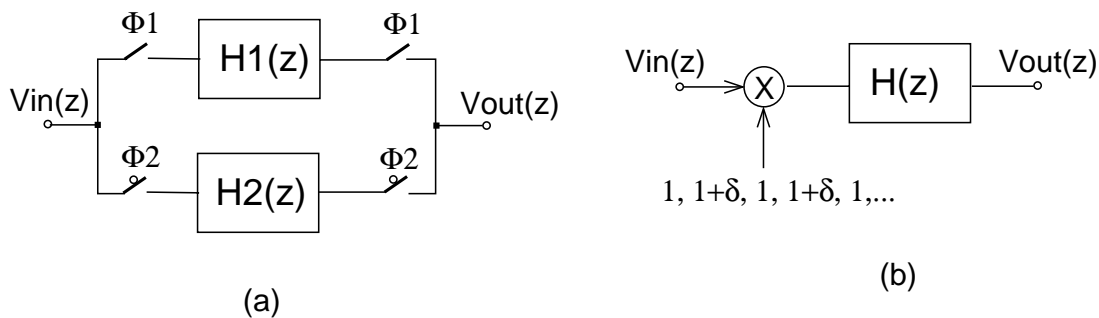 Φ1
H1(z)
Φ1
Vin(z)
Vout(z)
Φ2
H2(z)
Φ2
(a)
Vin(z)
X
H(z)
Vout(z)
1, 1+δ, 1, 1+δ, 1,...
(b)